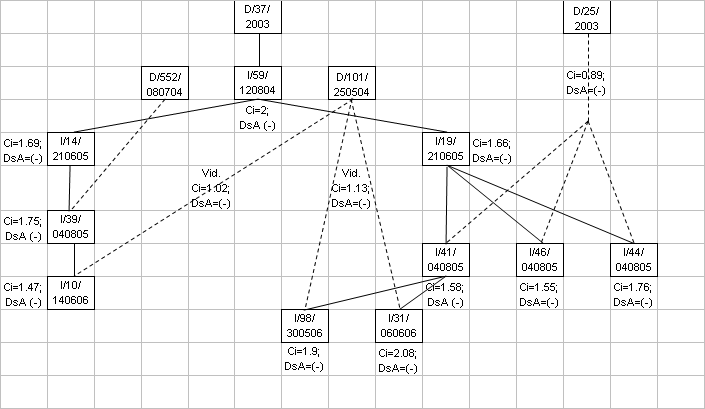 D/37/
2003
D/25/
2003
D/552/
080704
I/59/
120804
D/101/
250504
Ci=0.89;
DsA=(-)
Ci=2;
DsA (-)
Ci=1.69;
DsA=(-)
I/14/
210605
I/19/
210605
Ci=1.66;
DsA=(-)
Vid.
Ci=1.02;
DsA=(-)
Vid.
Ci=1.13;
DsA=(-)
Ci=1.75;
DsA (-)
I/39/
040805
I/41/
040805
I/46/
040805
I/44/
040805
Ci=1.47;
DsA (-)
I/10/
140606
Ci=1.58;
DsA (-)
Ci=1.55;
DsA=(-)
Ci=1.76;
DsA=(-)
I/98/
300506
I/31/
060606
Ci=1.9;
DsA=(-)
Ci=2.08;
DsA=(-)